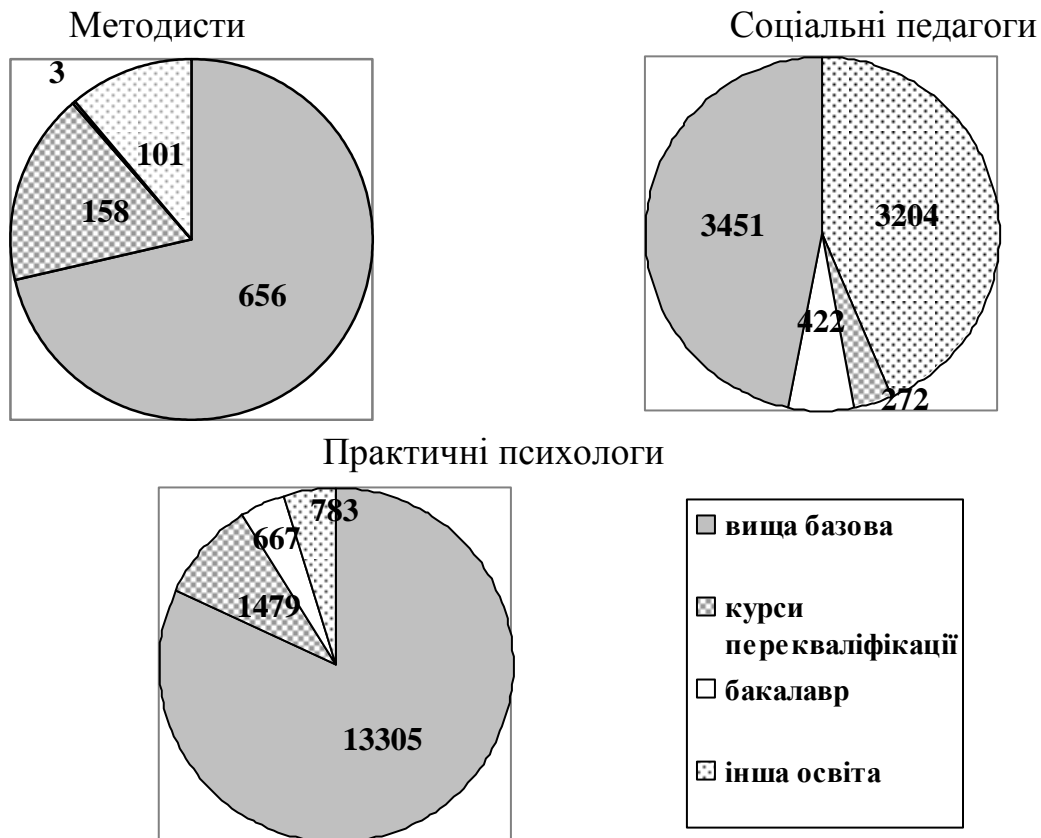 Методисти
3
101
158
656
Соціальні педагоги
3451
3204
422
272
Практичні психологи
783
667
1479
13305
вища базова
курси
перекваліфікації
бакалавр
інша освіта